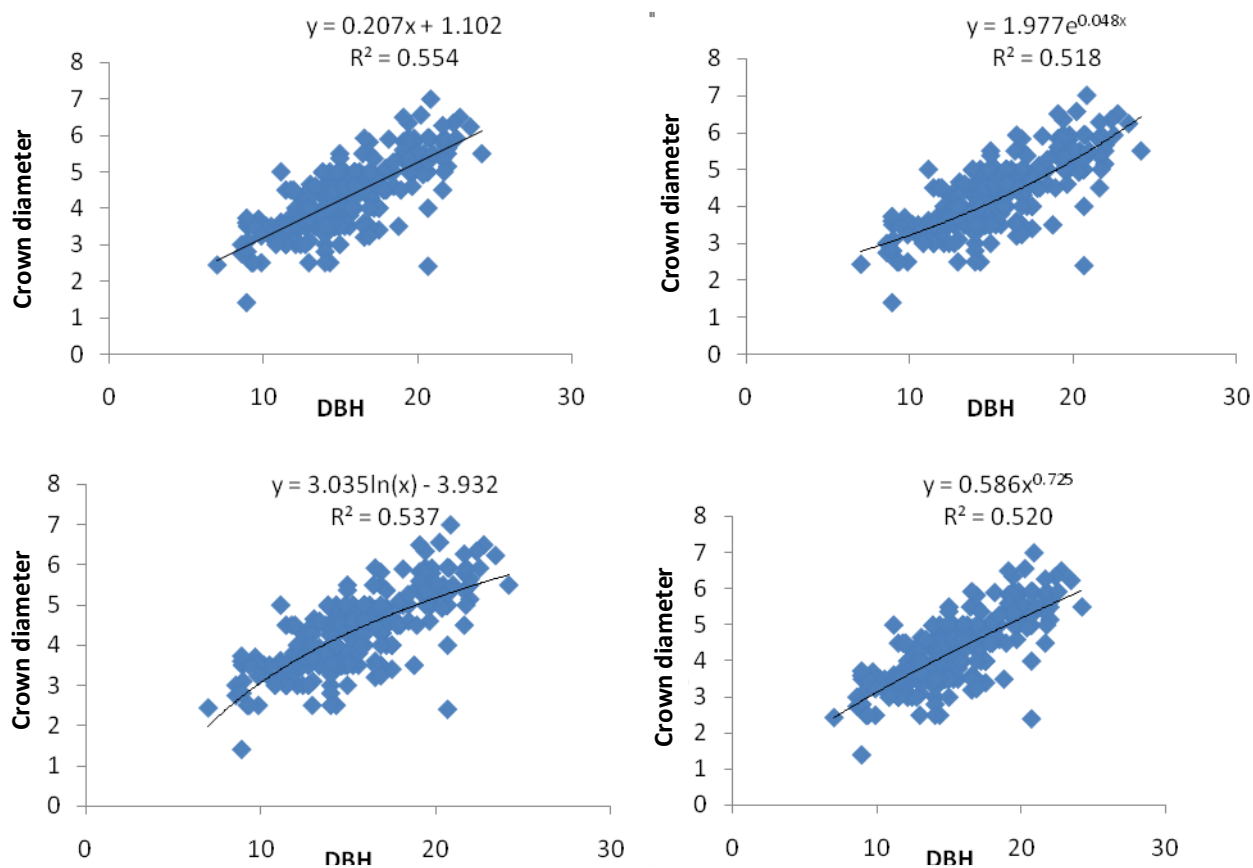 y = 0.207x + 1.102
R² = 0.554
8
7
6
5
4
3
2
1
0
Crown diameter
0 10 20 30
DBH
y = 1.977e^0.048x
R² = 0.518
8
7
6
5
4
3
2
1
0
Crown diameter
0 10 20 30
DBH
y = 3.035ln(x) - 3.932
R² = 0.537
8
7
6
5
4
3
2
1
0
Crown diameter
0 10 20 30
DBH
y = 0.586x^0.725
R² = 0.520
8
7
6
5
4
3
2
1
0
Crown diameter
0 10 20 30
DBH